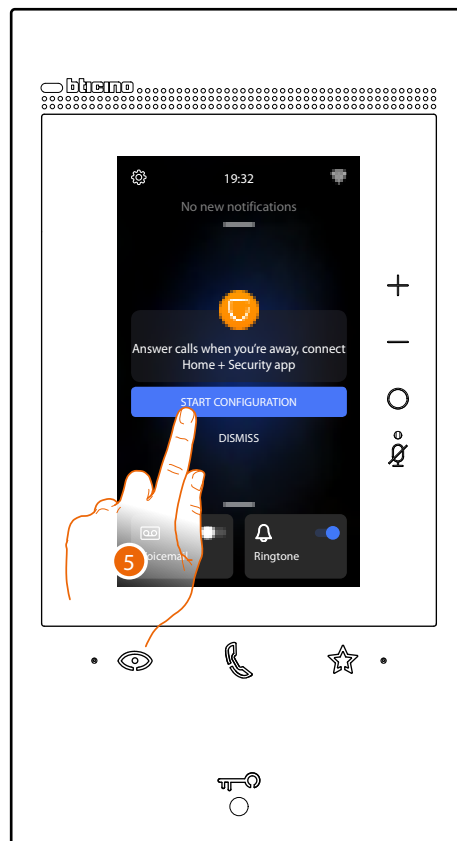 bticino
19:32
No new notifications
Answer calls when you're away, connect
Home + Security app
START CONFIGURATION
DISMISS
Voicemail
Ringtone
5